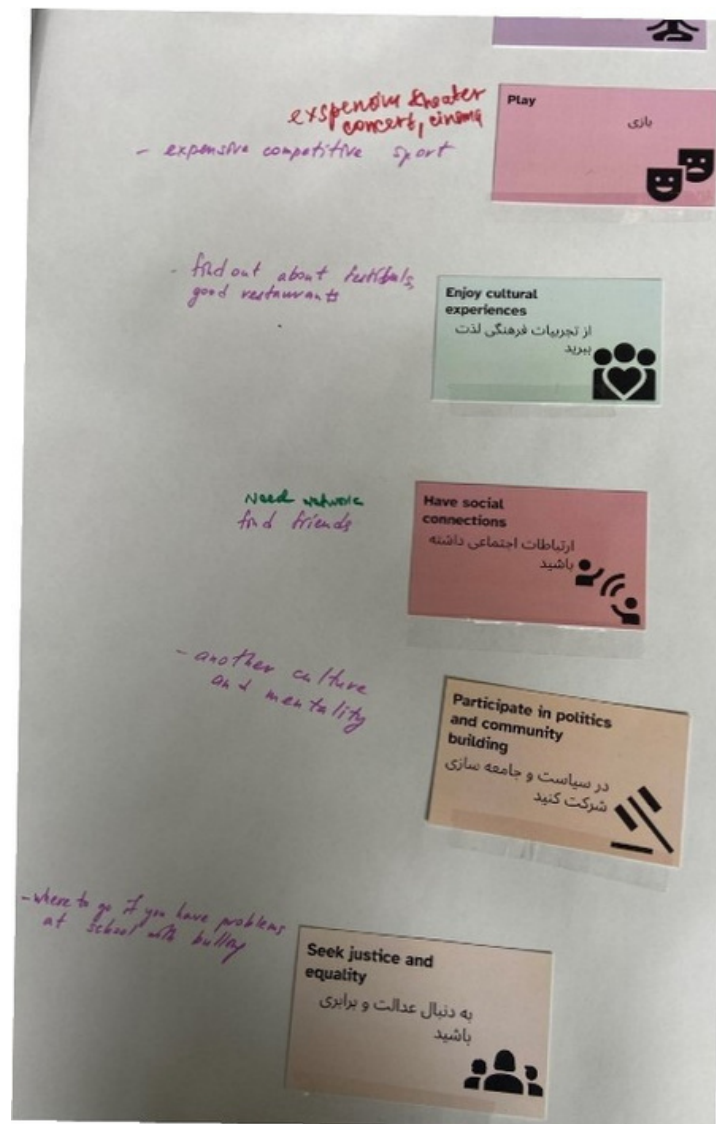 exspensiv theater
concert, cinema
- expensive competitive sport
Play
بازی
- find out about festibals,
good restaurants
Enjoy cultural
experiences
از تجربیات فرهنگی لذت
ببرید
Need network
find friends
Have social
connections
ارتباطات اجتماعی داشته
باشید
- another culture
and mentality
Participate in politics
and community
building
در سیاست و جامعه سازی
شرکت کنید
- where to go if you have problems
at school with bulling
Seek justice and
equality
به دنبال عدالت و برابری
باشید